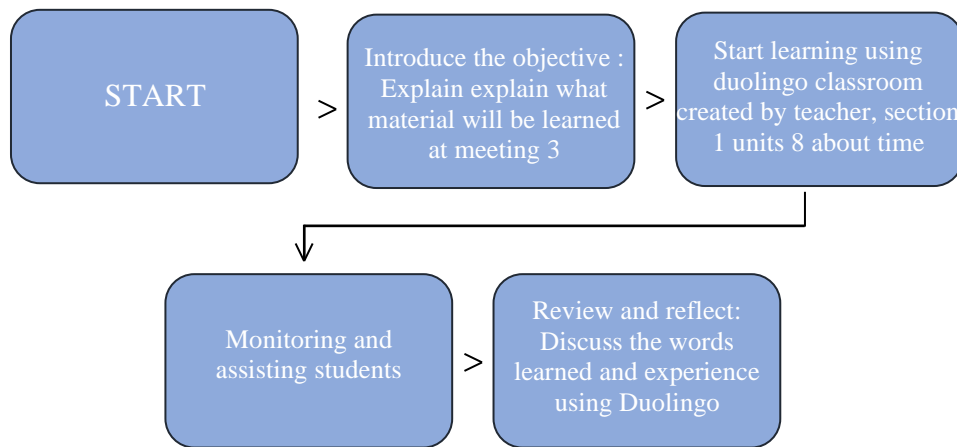 START
>
Introduce the objective :
Explain explain what
material will be learned
at meeting 3
>
Start learning using
duolingo classroom
created by teacher, section
1 units 8 about time
Monitoring and
assisting students
>
Review and reflect:
Discuss the words
learned and experience
using Duolingo